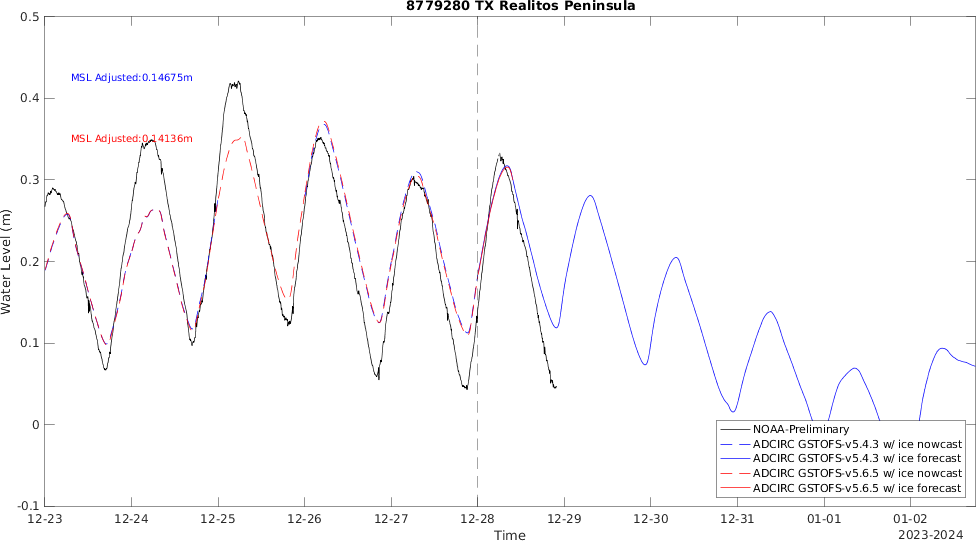 8779280 TX Realitos Peninsula
0.5
MSL Adjusted:0.14675m
0.4
MSL Adjusted:0.14136m
0.3
Water Level (m)
0.2
0.1
0
-0.1
NOAA-Preliminary
ADCIRC GSTOFS-v5.4.3 w/ ice nowcast
ADCIRC GSTOFS-v5.4.3 w/ ice forecast
ADCIRC GSTOFS-v5.6.5 w/ ice nowcast
ADCIRC GSTOFS-v5.6.5 w/ ice forecast
12-23 12-24 12-25 12-26 12-27 12-28 12-29 12-30 12-31 01-01 01-02
Time
2023-2024